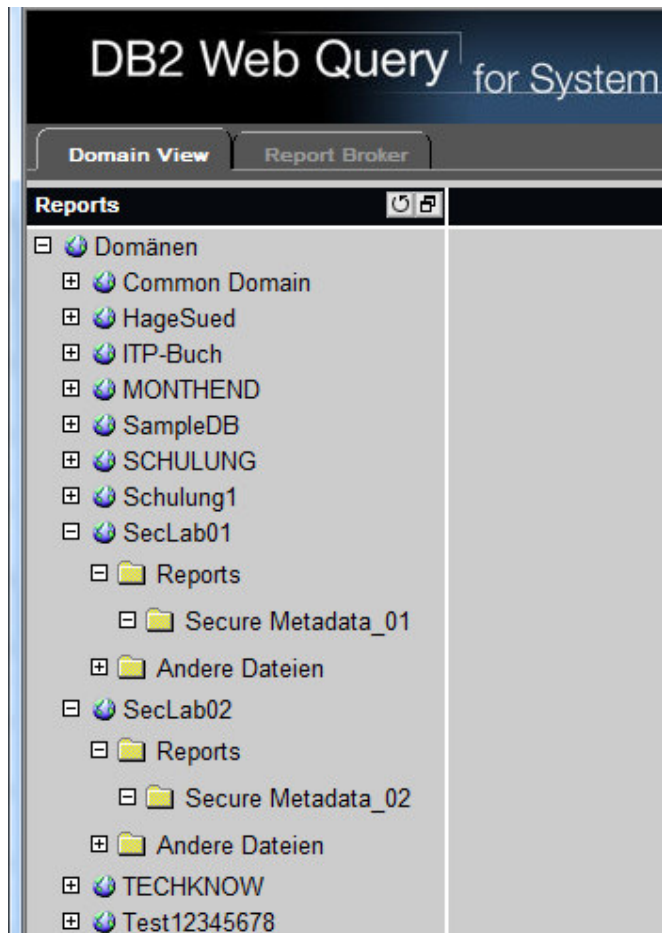 DB2 Web Query for System
Domain View Report Broker
Reports
Domänen
Common Domain
HageSued
ITP-Buch
MONTHEND
SampleDB
SCHULUNG
Schulung1
SecLab01
Reports
Secure Metadata_01
Andere Dateien
SecLab02
Reports
Secure Metadata_02
Andere Dateien
TECHKNOW
Test12345678